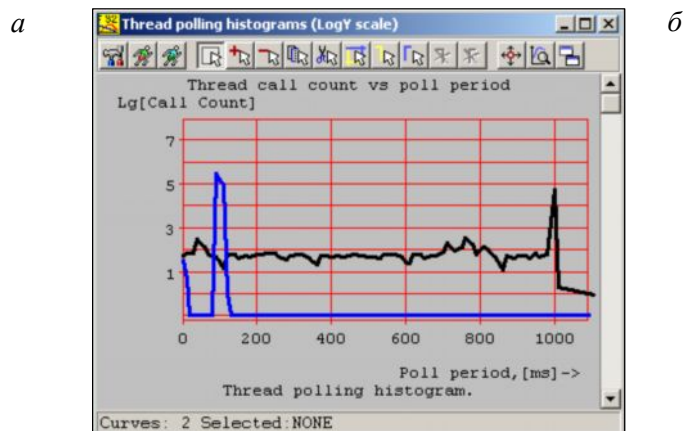 а
б
Thread polling histograms (LogY scale)
Thread call count vs poll period
Lg[Call Count]
7
5
3
1
0 200 400 600 800 1000
Poll period,[ms]->
Thread polling histogram.
Curves: 2 Selected:NONE